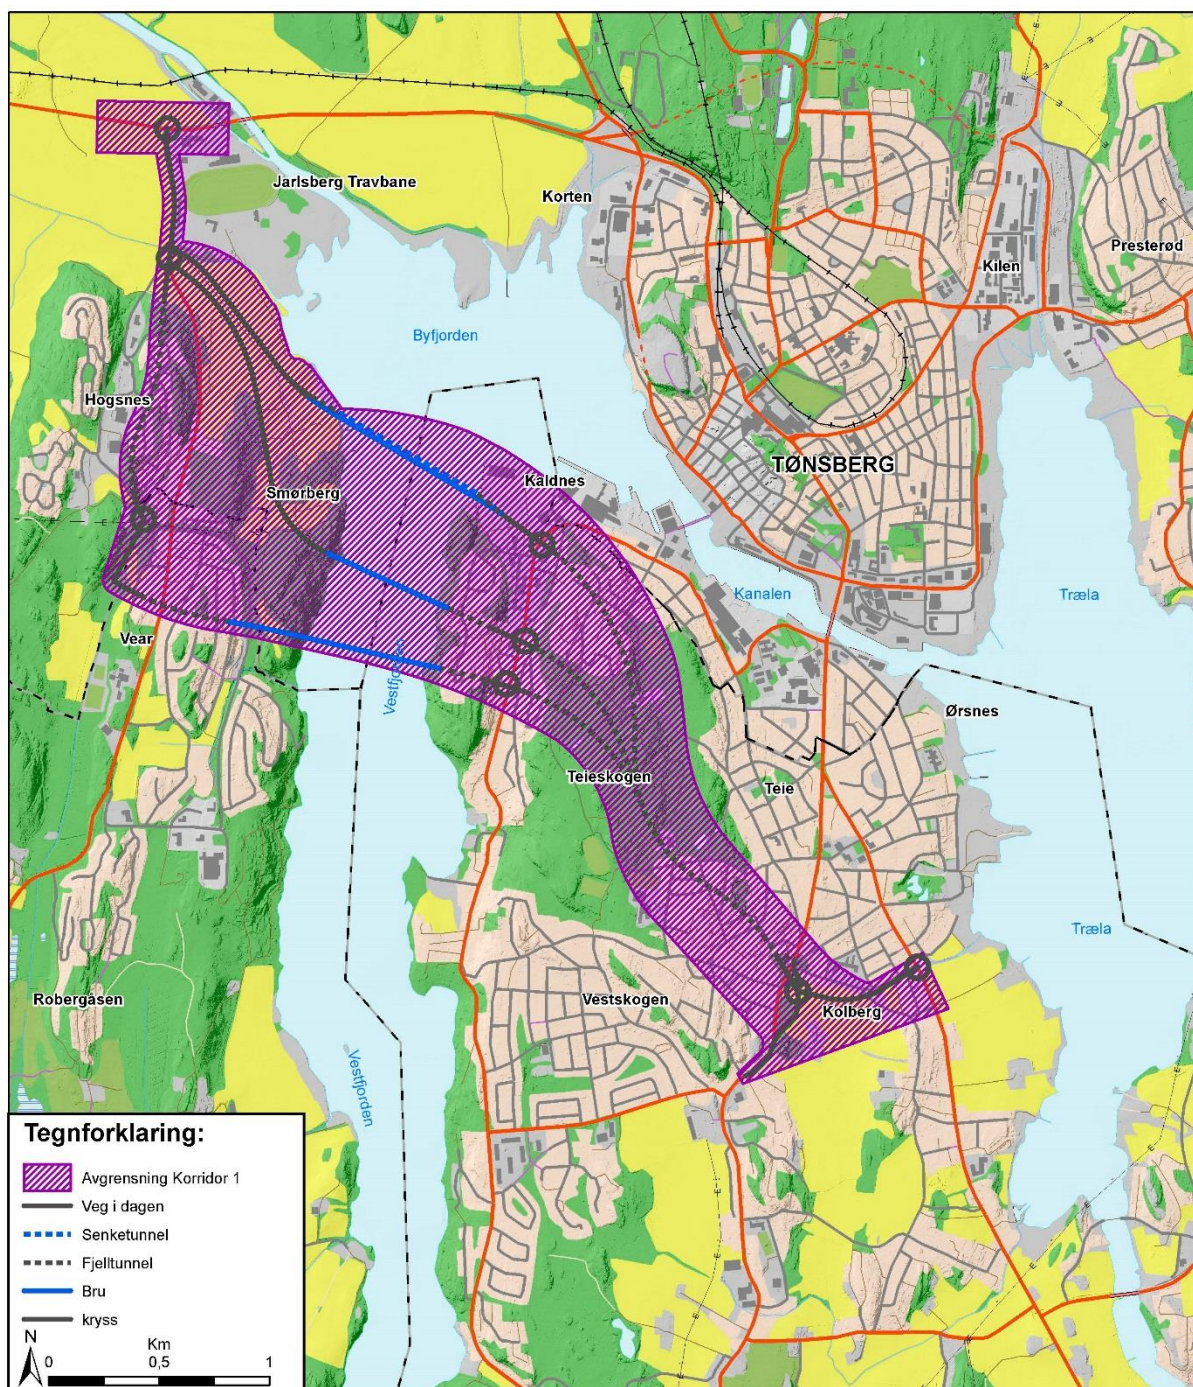 Jarlsberg Travbane
Korten
Presterød
Kilen
Byfjorden
Hogsnes
TØNSBERG
Kaldnes
Smørberg
Kanalen
Træla
Vear
Vestfjorden
Ørsnes
Teieskogen
Teie
Træla
Robergåsen
Vestskogen
Kolberg
Vestfjorden
Tegnforklaring:
Avgrensning Korridor 1
Veg i dagen
Senketunnel
Fjelltunnel
Bru
kryss
N
Km
0 0,5 1